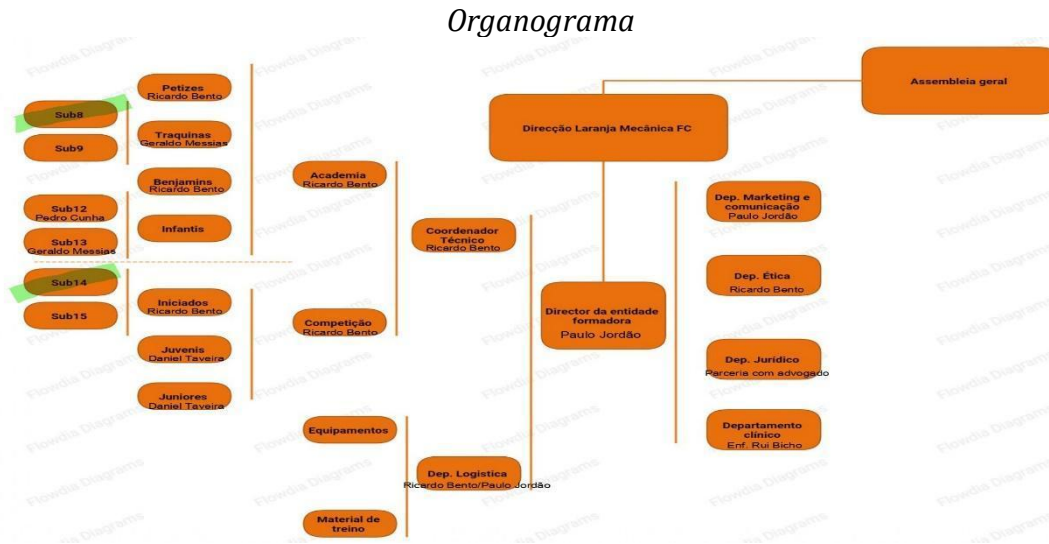 Organograma
Assembleia geral
Direcção Laranja Mecânica FC
Petizes
Ricardo Bento
Sub8
Traquinas
Geraldo Messias
Sub9
Benjamins
Ricardo Bento
Sub12
Pedro Cunha
Infantis
Sub13
Geraldo Messias
Sub14
Iniciados
Ricardo Bento
Sub15
Juvenis
Daniel Taveira
Juniores
Daniel Taveira
Academia
Ricardo Bento
Competição
Ricardo Bento
Coordenador
Técnico
Ricardo Bento
Equipamentos
Dep. Logistica
Ricardo Bento/Paulo Jordão
Material de
treino
Director da entidade
formadora
Paulo Jordão
Dep. Marketing e
comunicação
Paulo Jordão
Dep. Ética
Ricardo Bento
Dep. Jurídico
Parceria com advogado
Departamento
clínico
Enf. Rui Bicho
Flowdia Diagrams